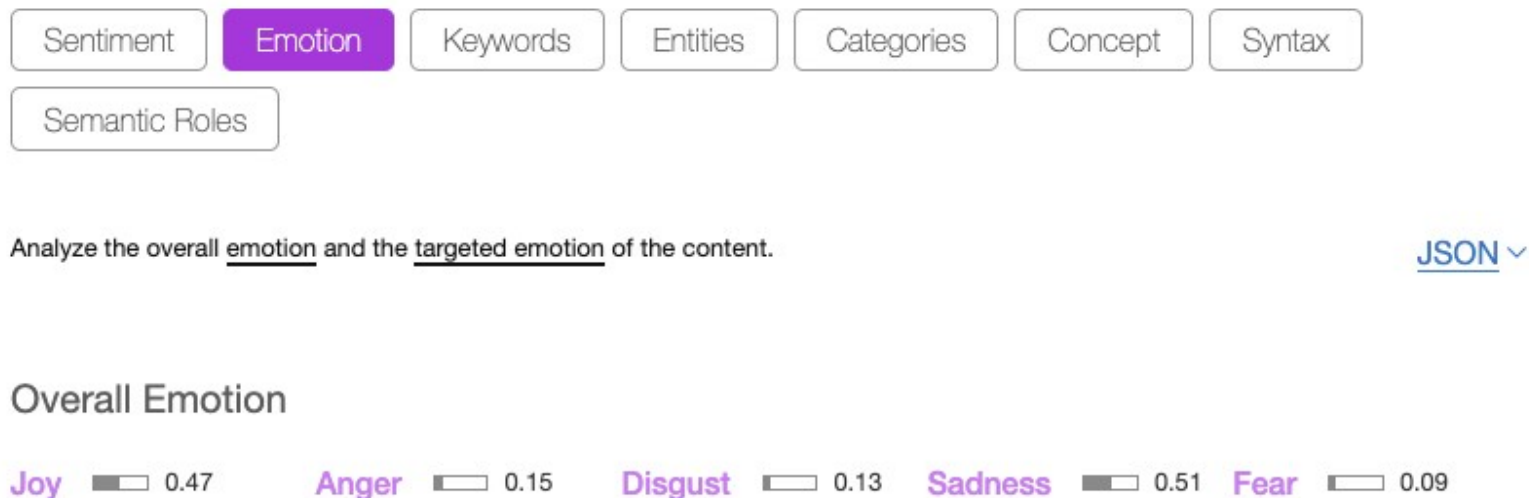 Sentiment Emotion Keywords Entities Categories Concept Syntax
Semantic Roles
Analyze the overall emotion and the targeted emotion of the content. JSON
Overall Emotion
Joy 0.47 Anger 0.15 Disgust 0.13 Sadness 0.51 Fear 0.09